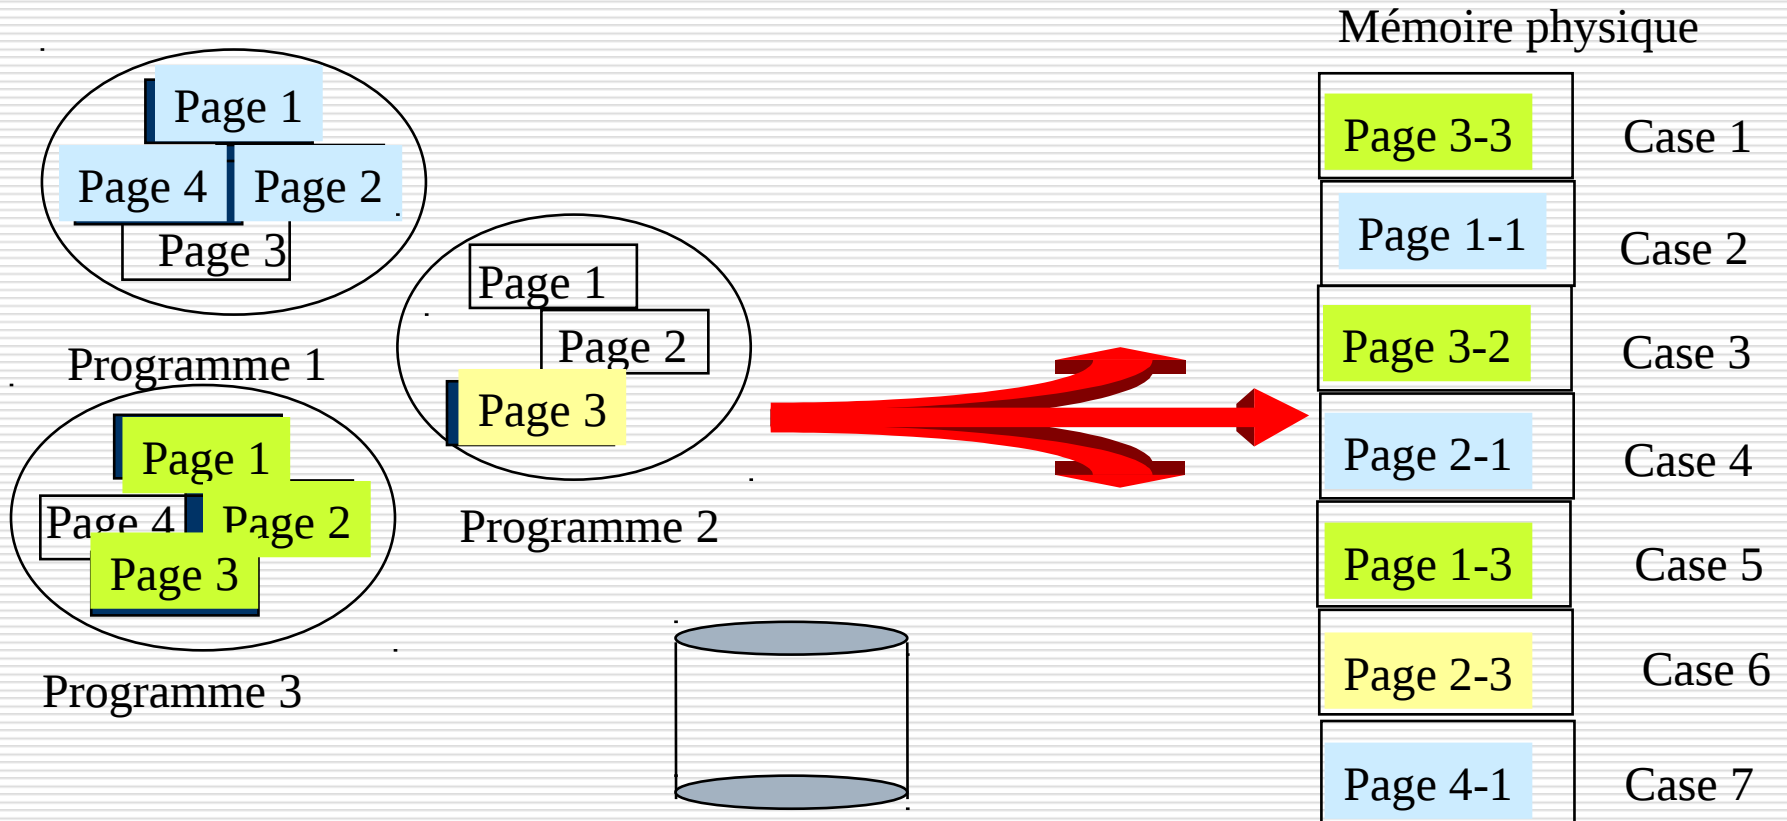 Page 1
Page 4
Page 2
Page 3
Programme 1
Page 1
Page 2
Page 3
Programme 2
Page 1
Page 4
Page 2
Page 3
Programme 3
Mémoire physique
Page 3-3
Case 1
Page 1-1
Case 2
Page 3-2
Case 3
Page 2-1
Case 4
Page 1-3
Case 5
Page 2-3
Case 6
Page 4-1
Case 7